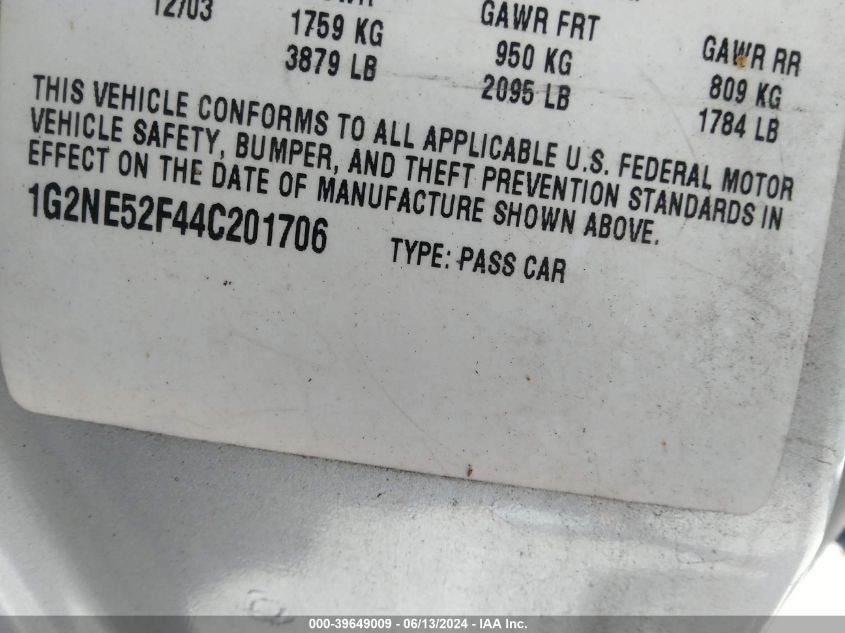 12/03
1759 KG
3879 LB
GAWR FRT
950 KG
2095 LB
GAWR RR
809 KG
1784 LB
THIS VEHICLE CONFORMS TO ALL APPLICABLE U.S. FEDERAL MOTOR
VEHICLE SAFETY, BUMPER, AND THEFT PREVENTION STANDARDS IN
EFFECT ON THE DATE OF MANUFACTURE SHOWN ABOVE.
1G2NE52F44C201706
TYPE: PASS CAR
000-39649009 - 06/13/2024 - IAA Inc.